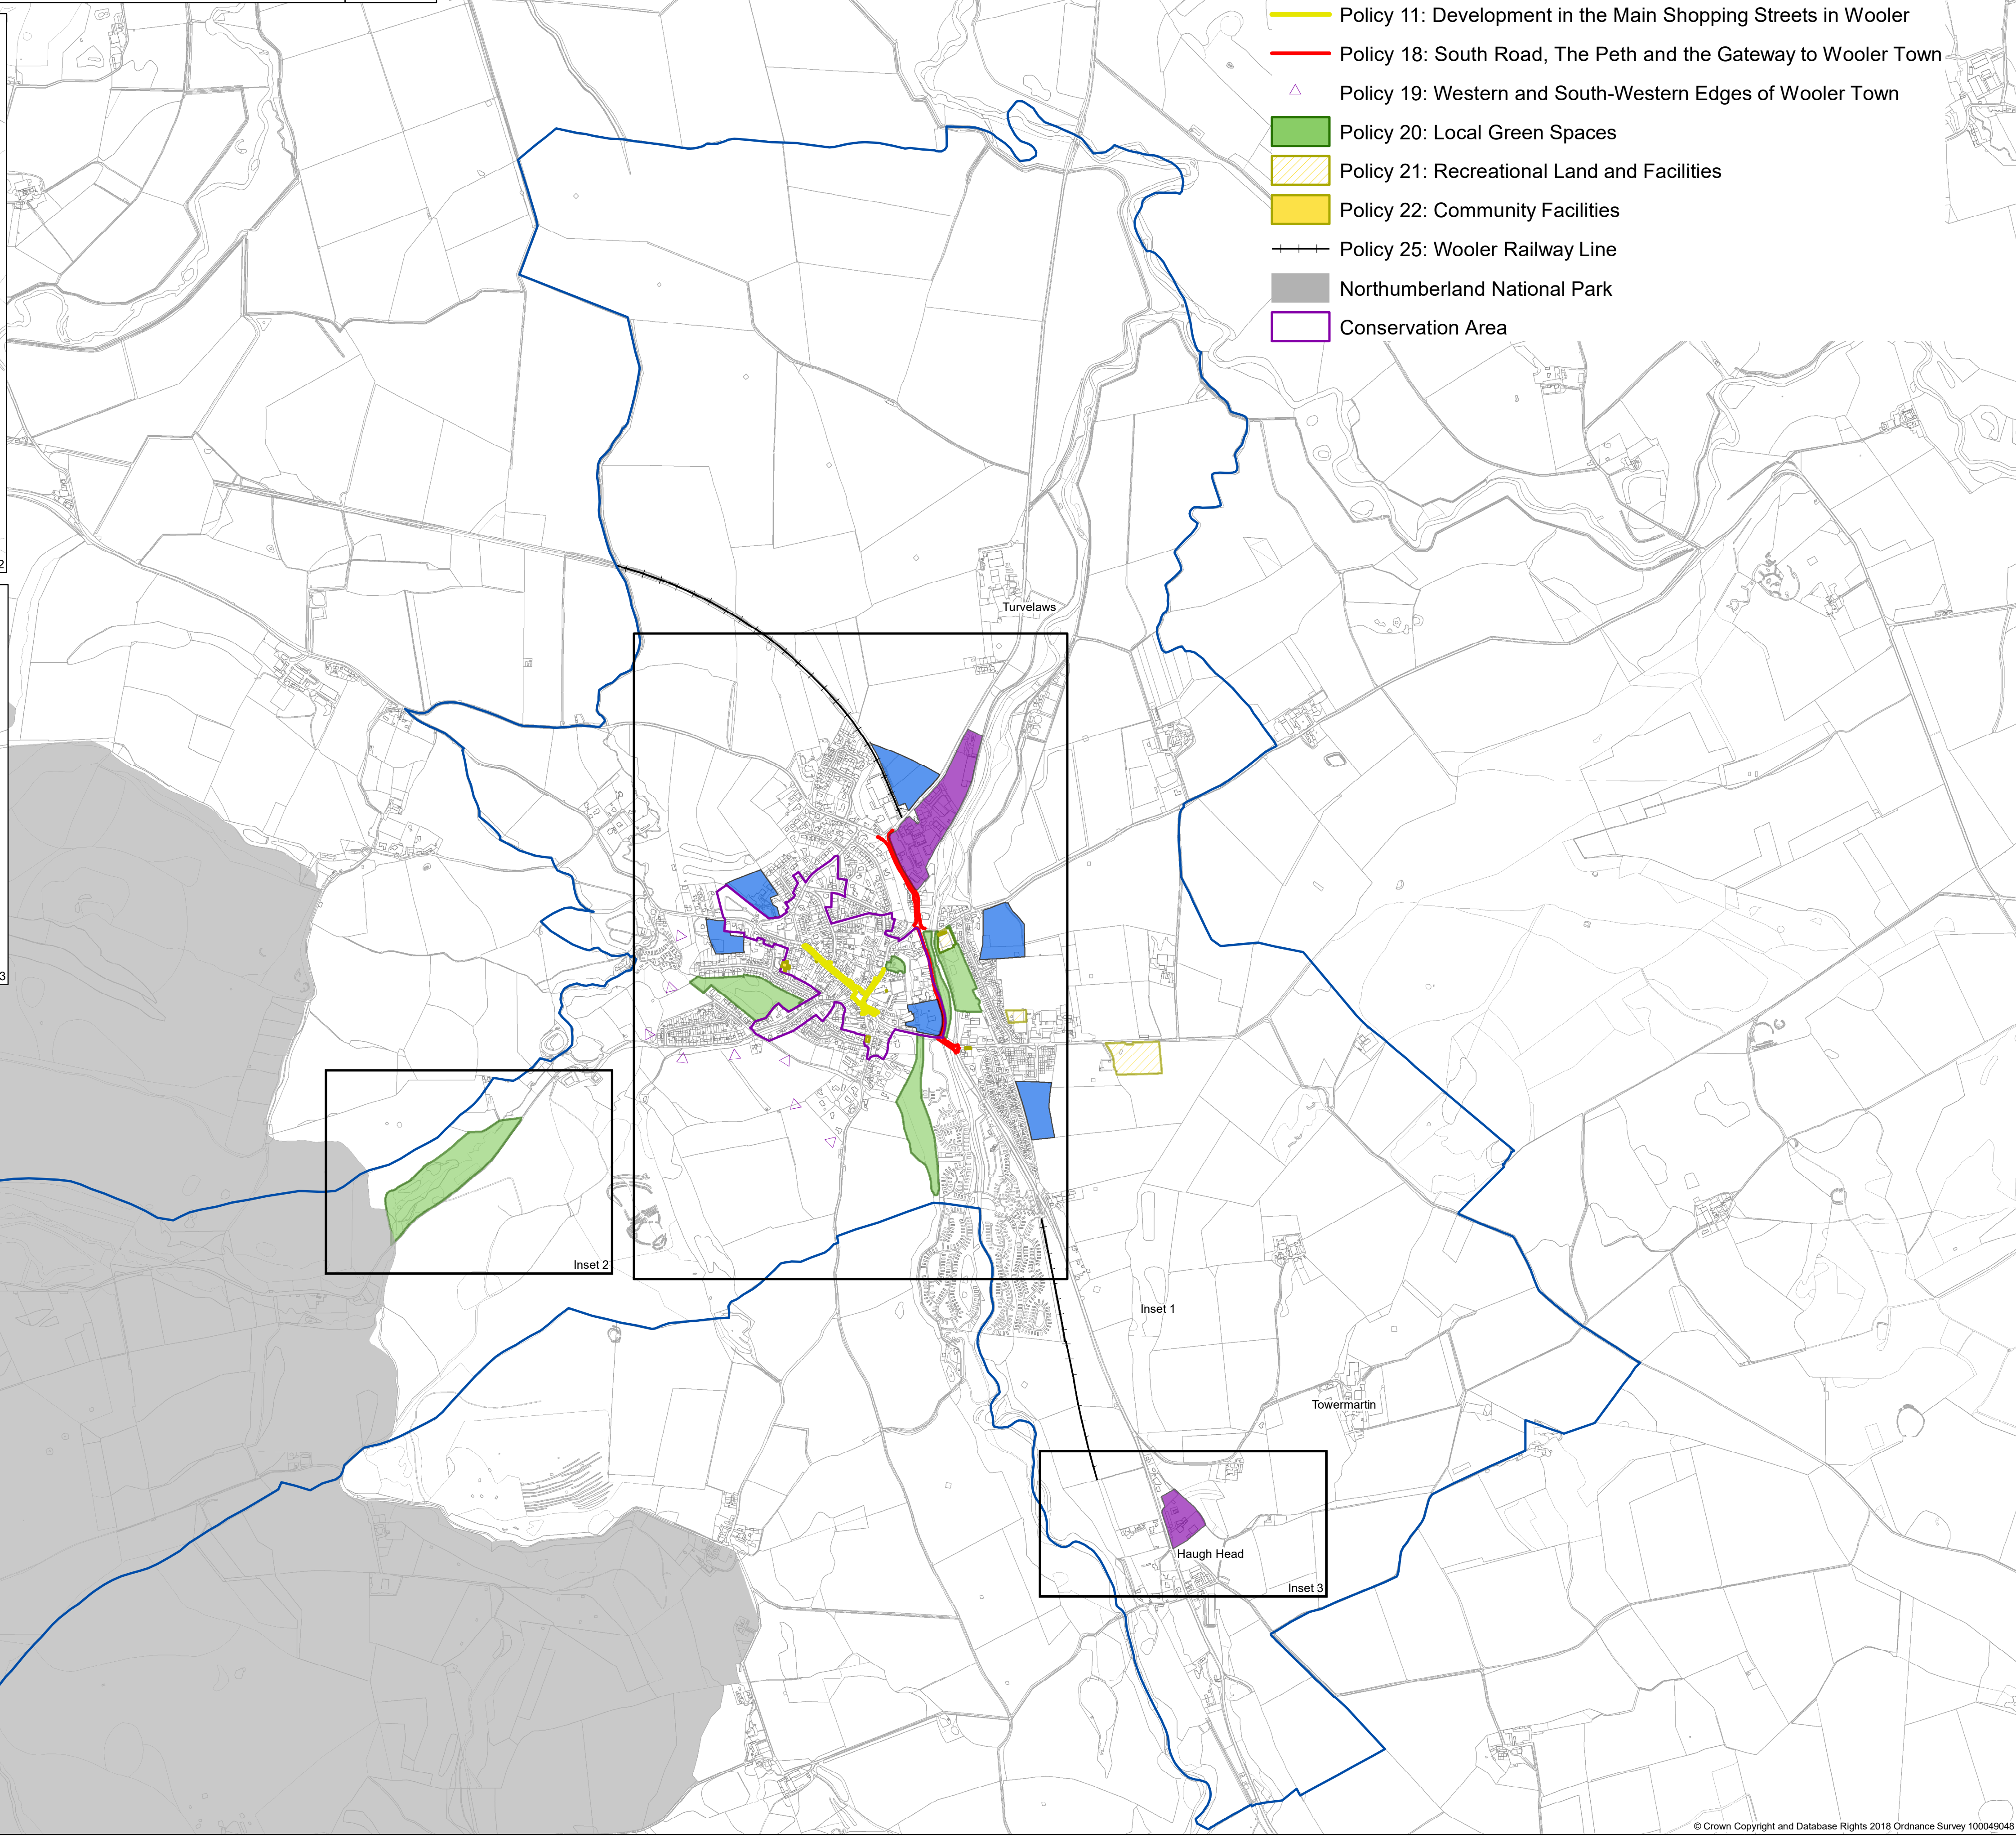 Policy 11: Development in the Main Shopping Streets in Wooler
Policy 18: South Road, The Peth and the Gateway to Wooler Town
Policy 19: Western and South-Western Edges of Wooler Town
Policy 20: Local Green Spaces
Policy 21: Recreational Land and Facilities
Policy 22: Community Facilities
Policy 25: Wooler Railway Line
Northumberland National Park
Conservation Area
2
Turvelaws
3
Inset 2
Inset 1
Towermartin
Haugh Head
Inset 3
© Crown Copyright and Database Rights 2018 Ordnance Survey 100049048